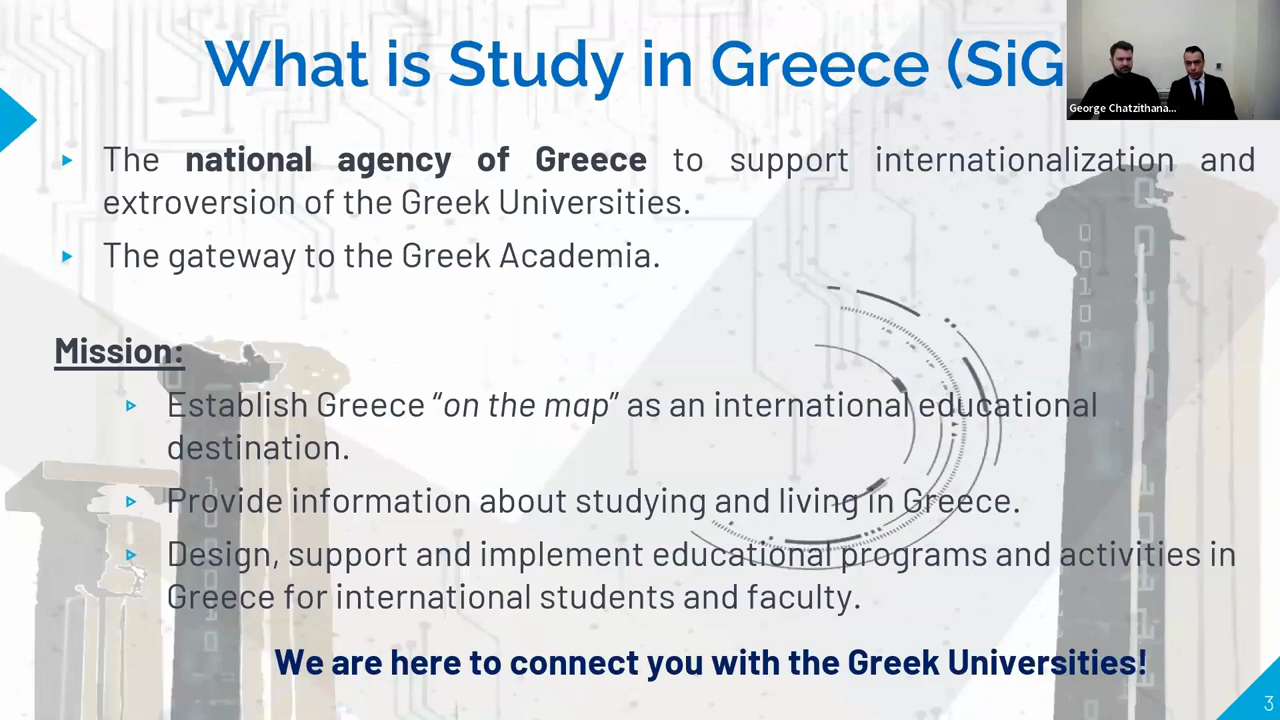 What is Study in Greece (SiG
George Chatzithana...
The national agency of Greece to support internationalization and
extroversion of the Greek Universities.
The gateway to the Greek Academia.
Mission:
Establish Greece “on the map” as an international educational
destination.
Provide information about studying and living in Greece.
Design, support and implement educational programs and activities in
Greece for international students and faculty.
We are here to connect you with the Greek Universities!
3